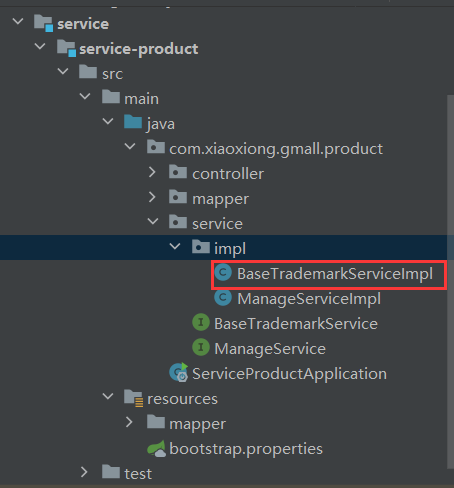 service
service-product
src
main
java
com.xiaoxiong.gmall.product
controller
mapper
service
impl
BaseTrademarkServiceImpl
ManageServiceImpl
BaseTrademarkService
ManageService
ServiceProductApplication
resources
mapper
bootstrap.properties
test